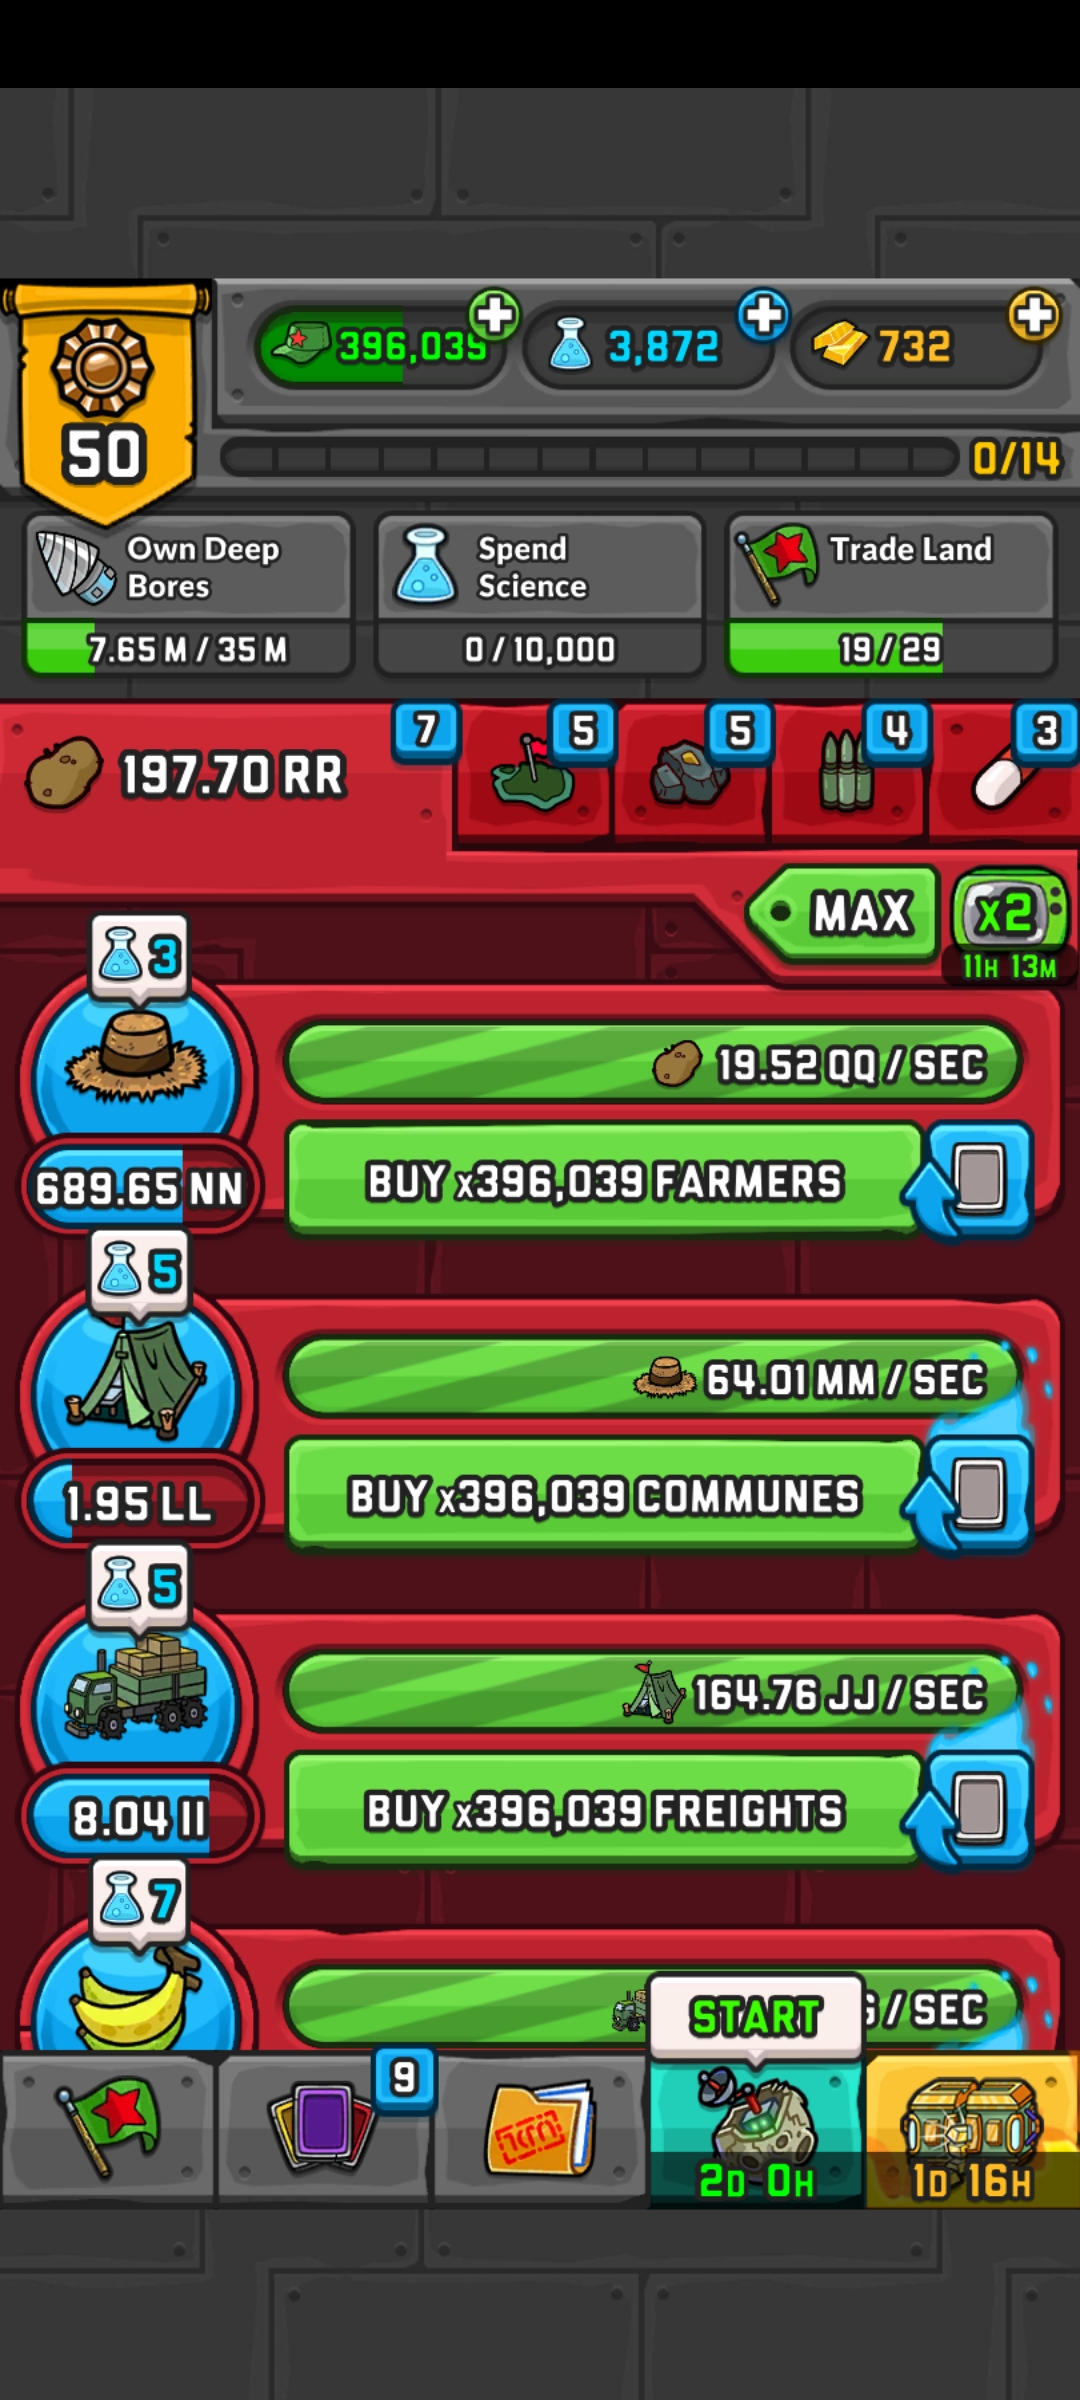 396,039
3,872
732
50
0/14
Own Deep
Bores
7.65 M / 35 M
Spend
Science
0 / 10,000
Trade Land
19 / 29
197.70 RR
7
5
5
4
3
MAX
x2
11H 13M
3
19.52 QQ / SEC
689.65 NN
BUY x396,039 FARMERS
5
64.01 MM / SEC
1.95 LL
BUY x396,039 COMMUNES
5
164.76 JJ / SEC
8.04 II
BUY x396,039 FREIGHTS
7
/ SEC
START
9
2D 0H
1D 16H